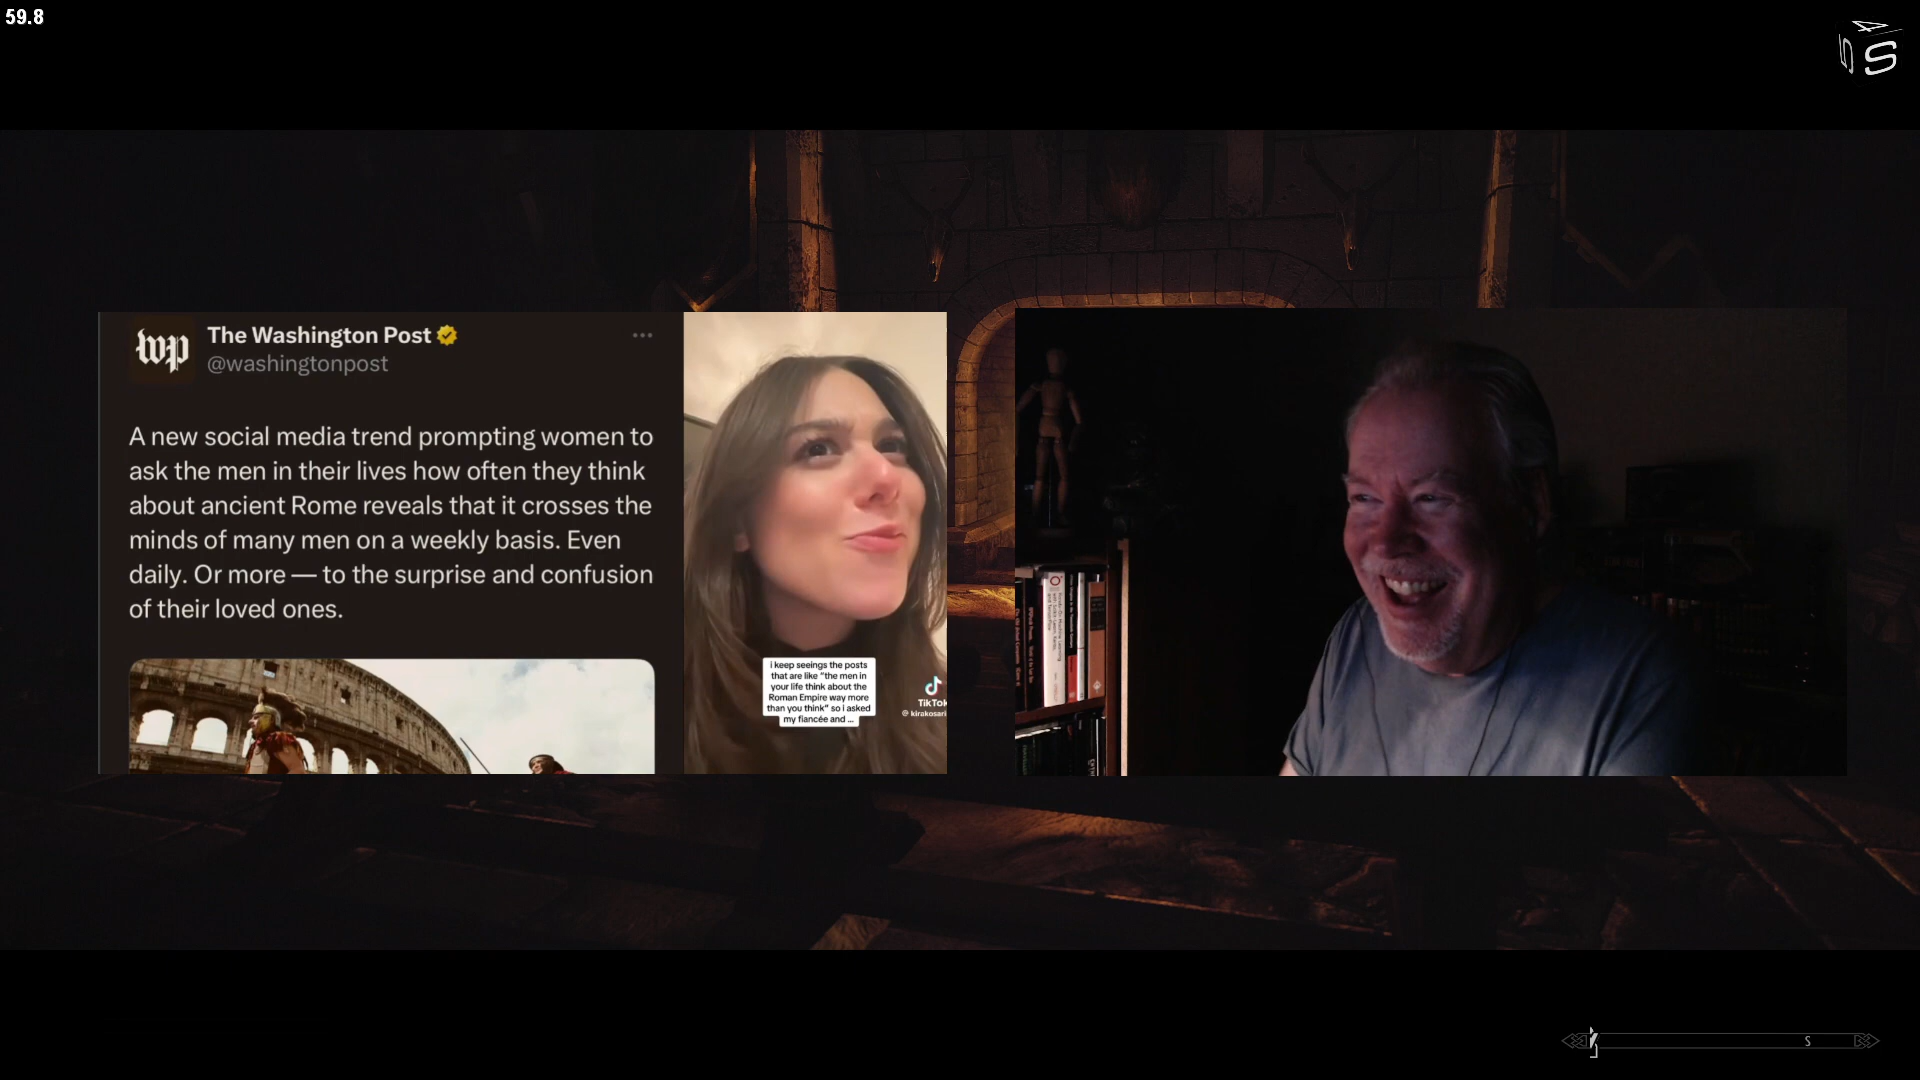 59.8
S
The Washington Post
@washingtonpost
A new social media trend prompting women to
ask the men in their lives how often they think
about ancient Rome reveals that it crosses the
minds of many men on a weekly basis. Even
daily. Or more — to the surprise and confusion
of their loved ones.
wp
i keep seeings the posts
that are like "the men in
your life think about the
Roman Empire way more
than you think" so i asked
my fiancée and ...
TikTok
S